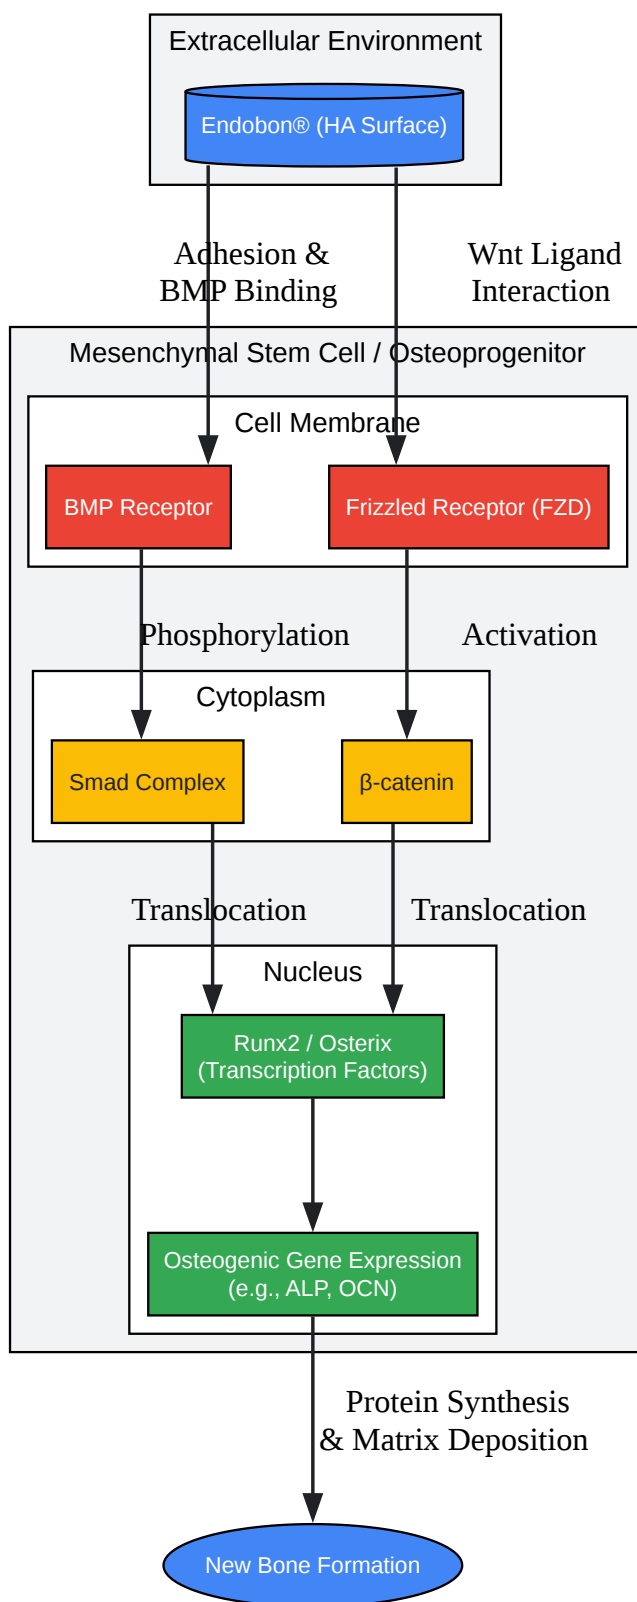 Extracellular Environment
Endobon® (HA Surface)
Adhesion &
BMP Binding
Wnt Ligand
Interaction
Mesenchymal Stem Cell / Osteoprogenitor
Cell Membrane
BMP Receptor
Frizzled Receptor (FZD)
Phosphorylation
Activation
Cytoplasm
Smad Complex
β-catenin
Translocation
Translocation
Nucleus
Runx2 / Osterix
(Transcription Factors)
Osteogenic Gene Expression
(e.g., ALP, OCN)
Protein Synthesis
& Matrix Deposition
New Bone Formation